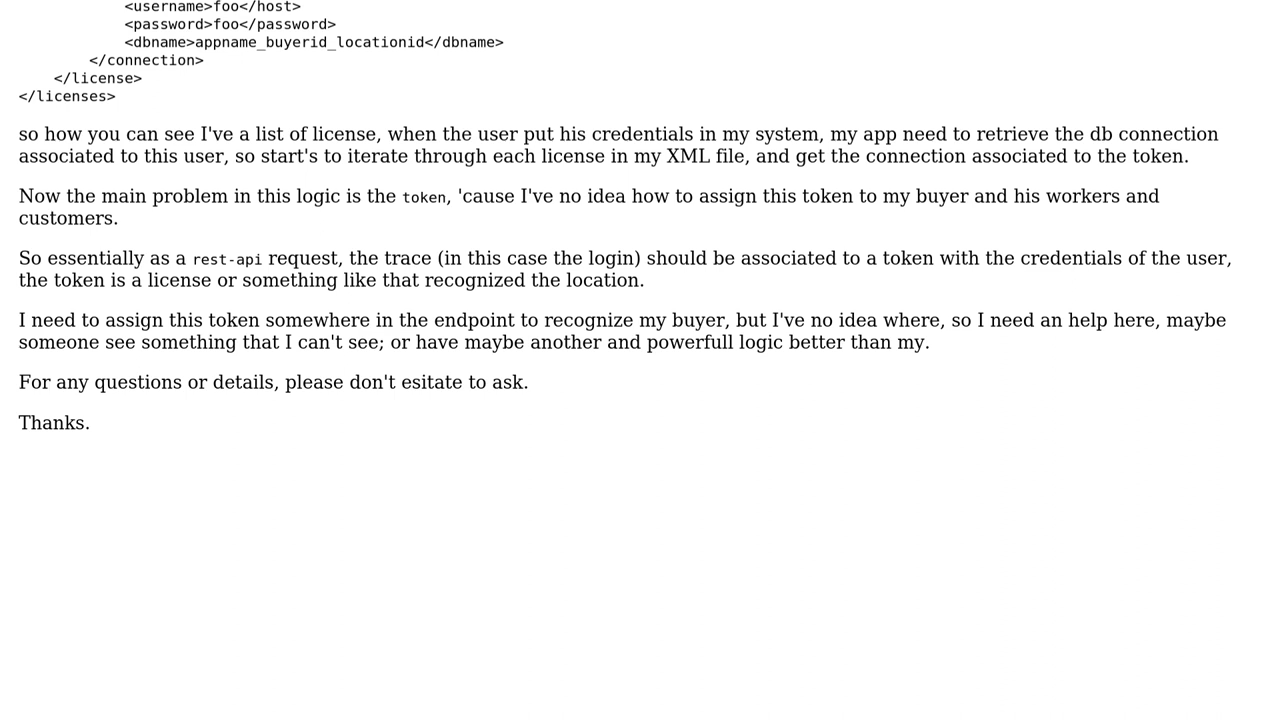 <username>foo</host>
<password>foo</password>
<dbname>appname_buyerid_locationid</dbname>
</connection>
</license>
</licenses>
so how you can see I've a list of license, when the user put his credentials in my system, my app need to retrieve the db connection
associated to this user, so start's to iterate through each license in my XML file, and get the connection associated to the token.
Now the main problem in this logic is the token, 'cause I've no idea how to assign this token to my buyer and his workers and
customers.
So essentially as a rest-api request, the trace (in this case the login) should be associated to a token with the credentials of the user,
the token is a license or something like that recognized the location.
I need to assign this token somewhere in the endpoint to recognize my buyer, but I've no idea where, so I need an help here, maybe
someone see something that I can't see; or have maybe another and powerfull logic better than my.
For any questions or details, please don't esitate to ask.
Thanks.